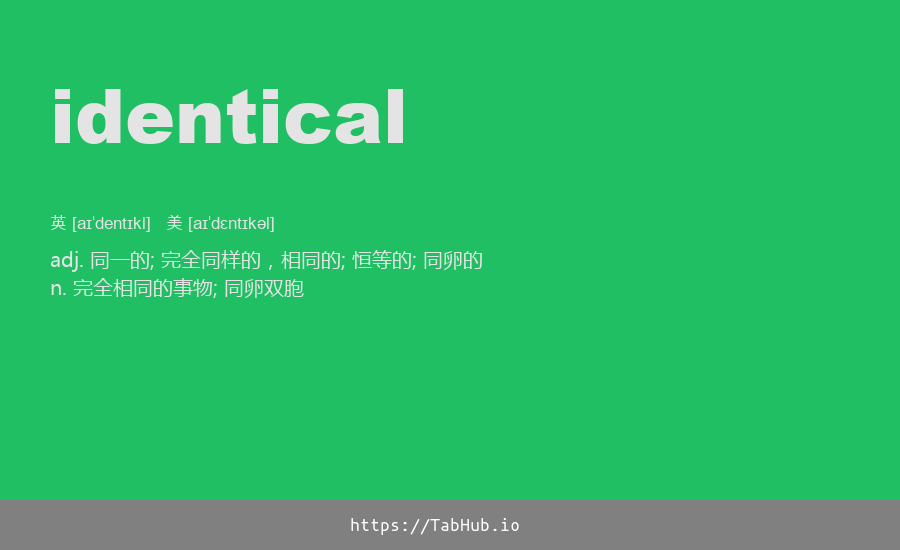 identical
英 [aɪˈdentɪkl] 美 [aɪˈdɛntɪkəl]
adj. 同一的; 完全同样的，相同的; 恒等的; 同卵的
n. 完全相同的事物; 同卵双胞
https://TabHub.io